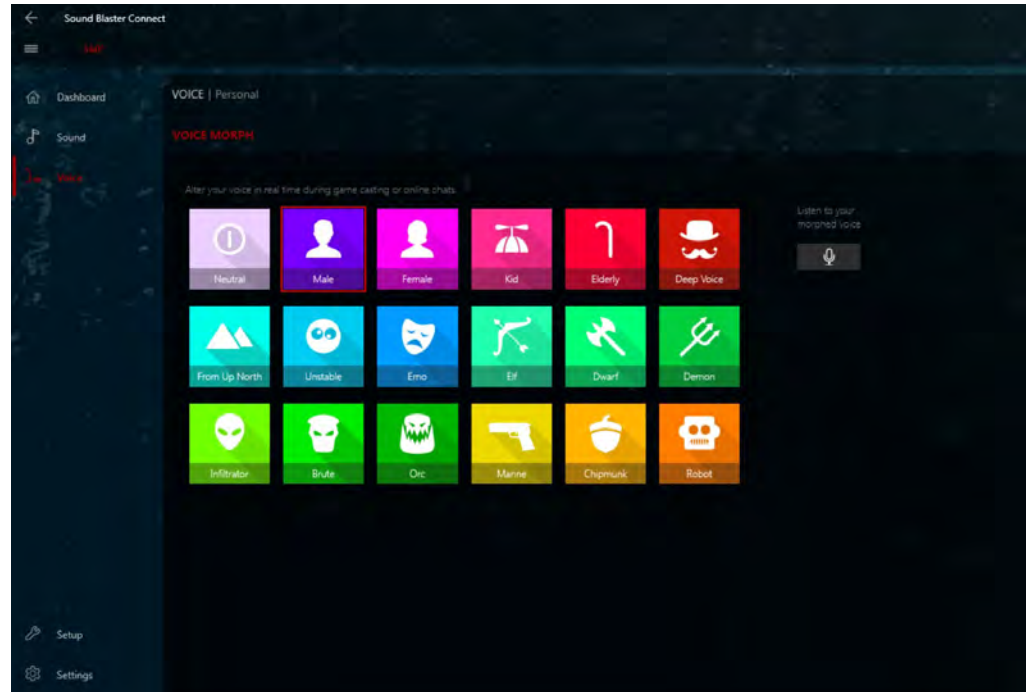 Sound Blaster Connect
Dashboard
Sound
Voice
Setup
Settings
VOICE | Personal
VOICE MORPH
Alter your voice in real time during game casting or online chats.
Neutral
Male
Female
Kid
Elderly
Deep Voice
From Up North
Unstable
Emo
Elf
Dwarf
Demon
Infiltrator
Brute
Orc
Marine
Chipmunk
Robot
Listen to your
morphed voice